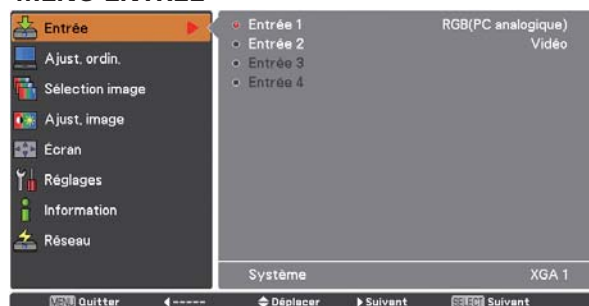 Entrée
Ajust. ordin.
Sélection image
Ajust. image
Écran
Réglages
Information
Réseau
Entrée 1 RGB(PC analogique)
Entrée 2 Vidéo
Entrée 3
Entrée 4
Système XGA 1
MENU Quitter ----- Déplacer Suivant SELECT Suivant